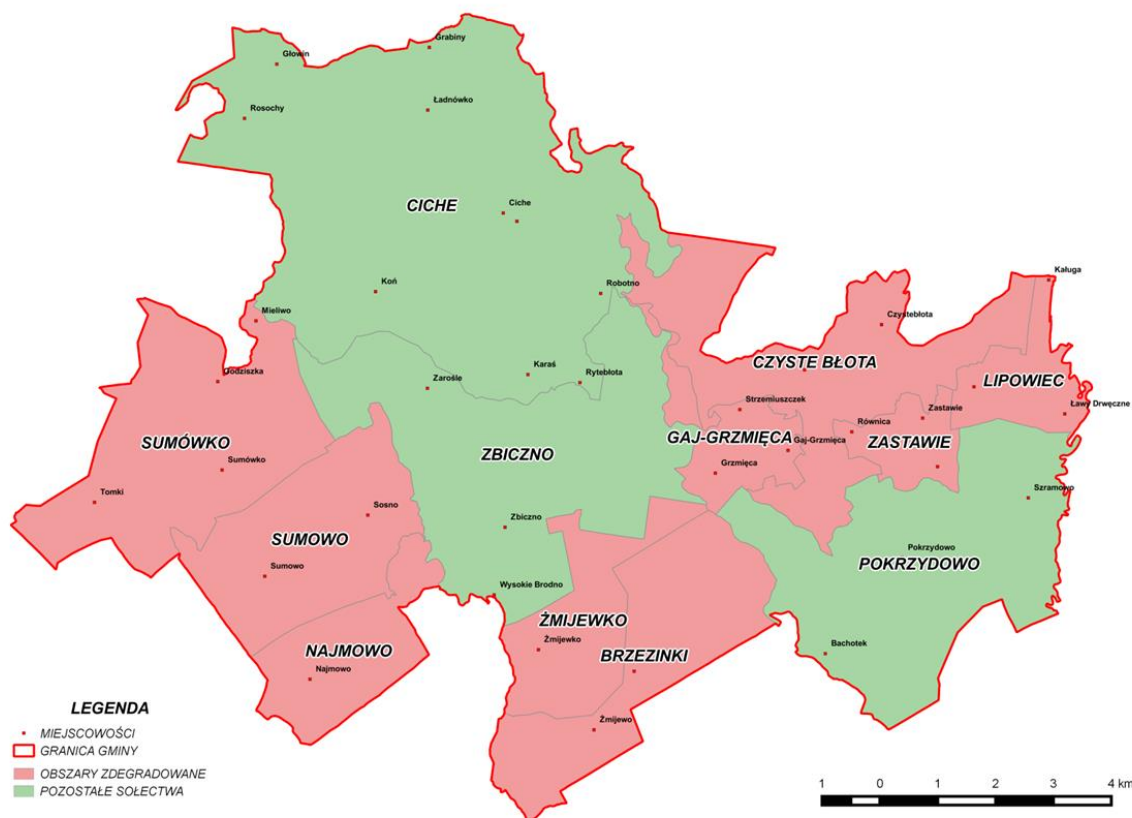 Grabiny
Głowin
Ładnówko
Rosochy
CICHE
Ciche
Kaługa
Koń
Robotno
Mieliwo
Czystebłota
CZYSTE BŁOTA
Karaś
Godziszka
Zarośle
Rytebłota
LIPOWIEC
Strzemiuszczek
Zastawie
Ławy Drwęczne
SUMÓWKO
GAJ-GRZMIĘCA
Równica
Gaj-Grzmięca
ZASTAWIE
ZBICZNO
Sumówko
Grzmięca
Tomki
Szramowo
Sosno
Zbiczno
SUMOWO
Pokrzydowo
POKRZYDOWO
Sumowo
Wysokie Brodno
ŻMIJEWKO
Żmijewko
NAJMOWO
BRZEZINKI
Bachotek
Najmowo
Żmijewo
LEGENDA
MIEJSCOWOŚCI
GRANICA GMINY
OBSZARY ZDEGRADOWANE
POZOSTAŁE SOŁECTWA
1 0 1 2 3 4 km